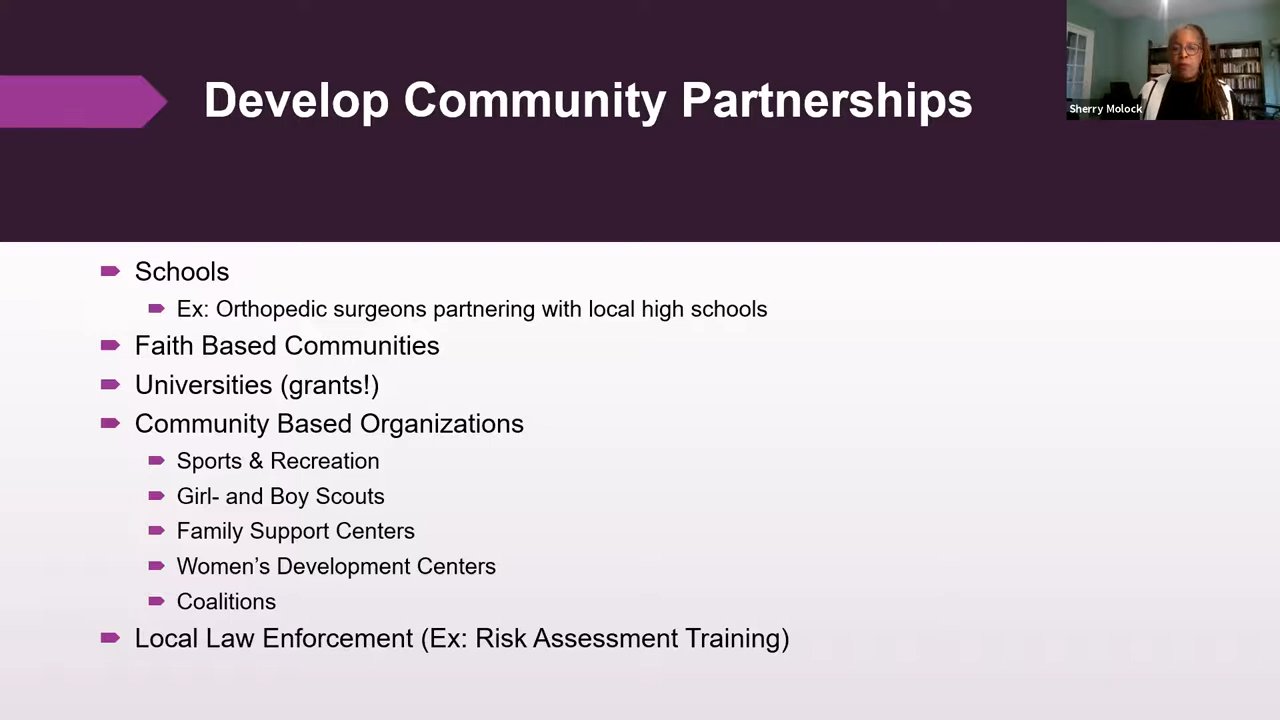 Develop Community Partnerships
Sherry Molock
Schools
Ex: Orthopedic surgeons partnering with local high schools
Faith Based Communities
Universities (grants!)
Community Based Organizations
Sports & Recreation
Girl- and Boy Scouts
Family Support Centers
Women’s Development Centers
Coalitions
Local Law Enforcement (Ex: Risk Assessment Training)